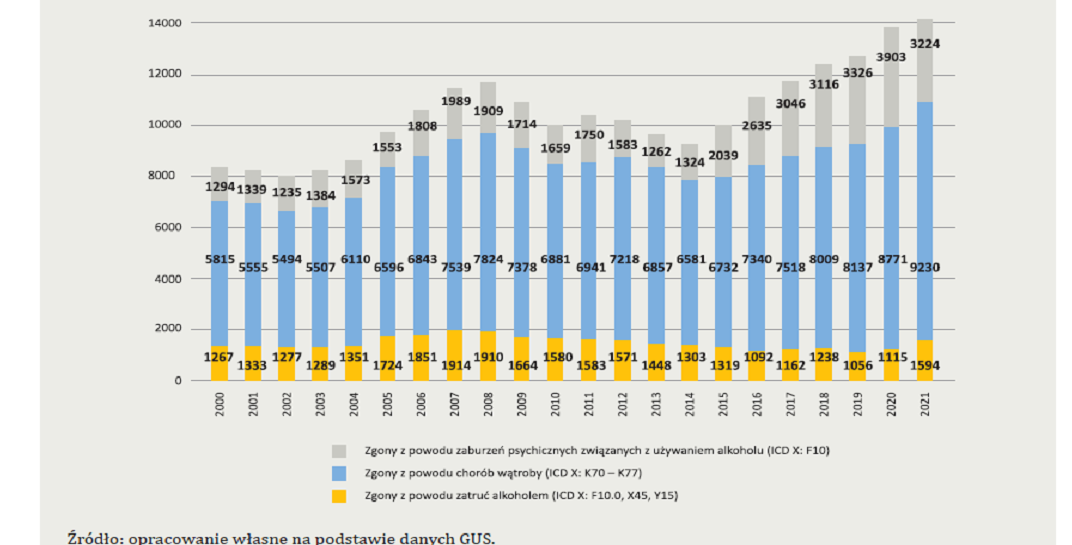 14000
12000
10000
8000
6000
4000
2000
0
1294 1339 1235 1384 1573 1553 1808 1989 1909 1714 1659 1750 1583 1262 1324 2039 2635 3046 3116 3326 3903 3224
5815 5555 5494 5507 6110 6596 6843 7539 7824 7378 6881 6941 7218 6857 6581 6732 7340 7518 8009 8137 8771 9230
1267 1333 1277 1289 1351 1724 1851 1914 1910 1664 1580 1583 1571 1448 1303 1319 1092 1162 1238 1056 1115 1594
2000 2001 2002 2003 2004 2005 2006 2007 2008 2009 2010 2011 2012 2013 2014 2015 2016 2017 2018 2019 2020 2021
Zgony z powodu zaburzeń psychicznych związanych z używaniem alkoholu (ICD X: F10)
Zgony z powodu chorób wątroby (ICD X: K70 – K77)
Zgony z powodu zatruć alkoholem (ICD X: F10.0, X45, Y15)
Źródło: opracowanie własne na podstawie danych GUS.